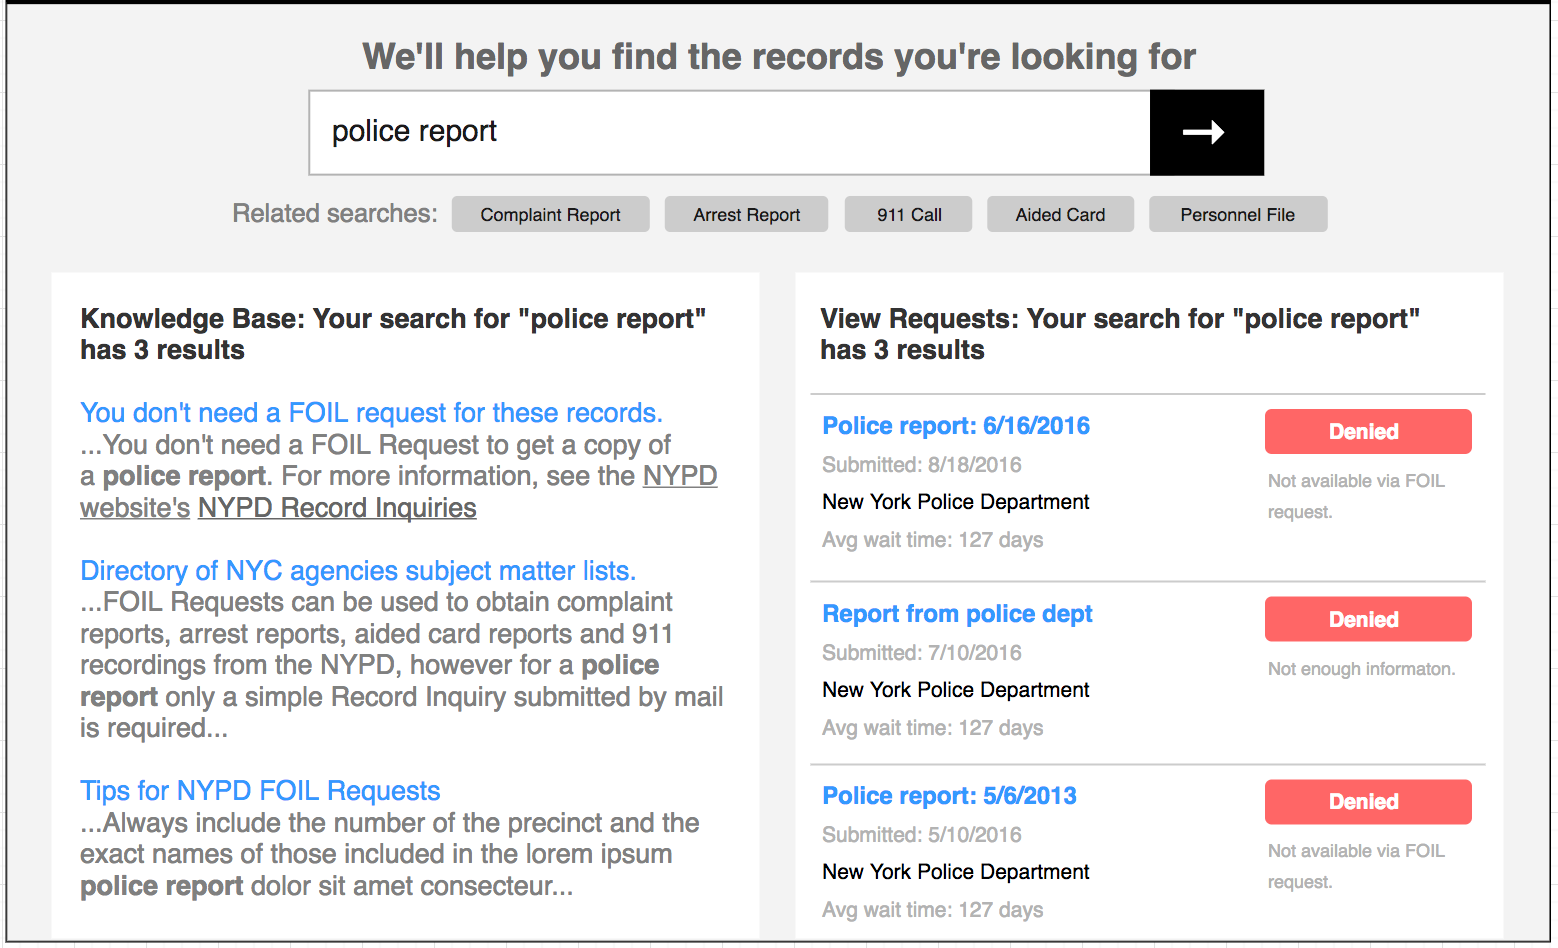 We'll help you find the records you're looking for
police report
Related searches: Complaint Report Arrest Report 911 Call Aided Card Personnel File
Knowledge Base: Your search for "police report"
has 3 results
You don't need a FOIL request for these records.
...You don't need a FOIL Request to get a copy of
a police report. For more information, see the NYPD
website's NYPD Record Inquiries
Directory of NYC agencies subject matter lists.
...FOIL Requests can be used to obtain complaint
reports, arrest reports, aided card reports and 911
recordings from the NYPD, however for a police
report only a simple Record Inquiry submitted by mail
is required...
Tips for NYPD FOIL Requests
...Always include the number of the precinct and the
exact names of those included in the lorem ipsum
police report dolor sit amet consecteur...
View Requests: Your search for "police report"
has 3 results
Police report: 6/16/2016
Denied
Submitted: 8/18/2016
Not available via FOIL
request.
New York Police Department
Avg wait time: 127 days
Report from police dept
Denied
Submitted: 7/10/2016
Not enough informaton.
New York Police Department
Avg wait time: 127 days
Police report: 5/6/2013
Denied
Submitted: 5/10/2016
Not available via FOIL
request.
New York Police Department
Avg wait time: 127 days